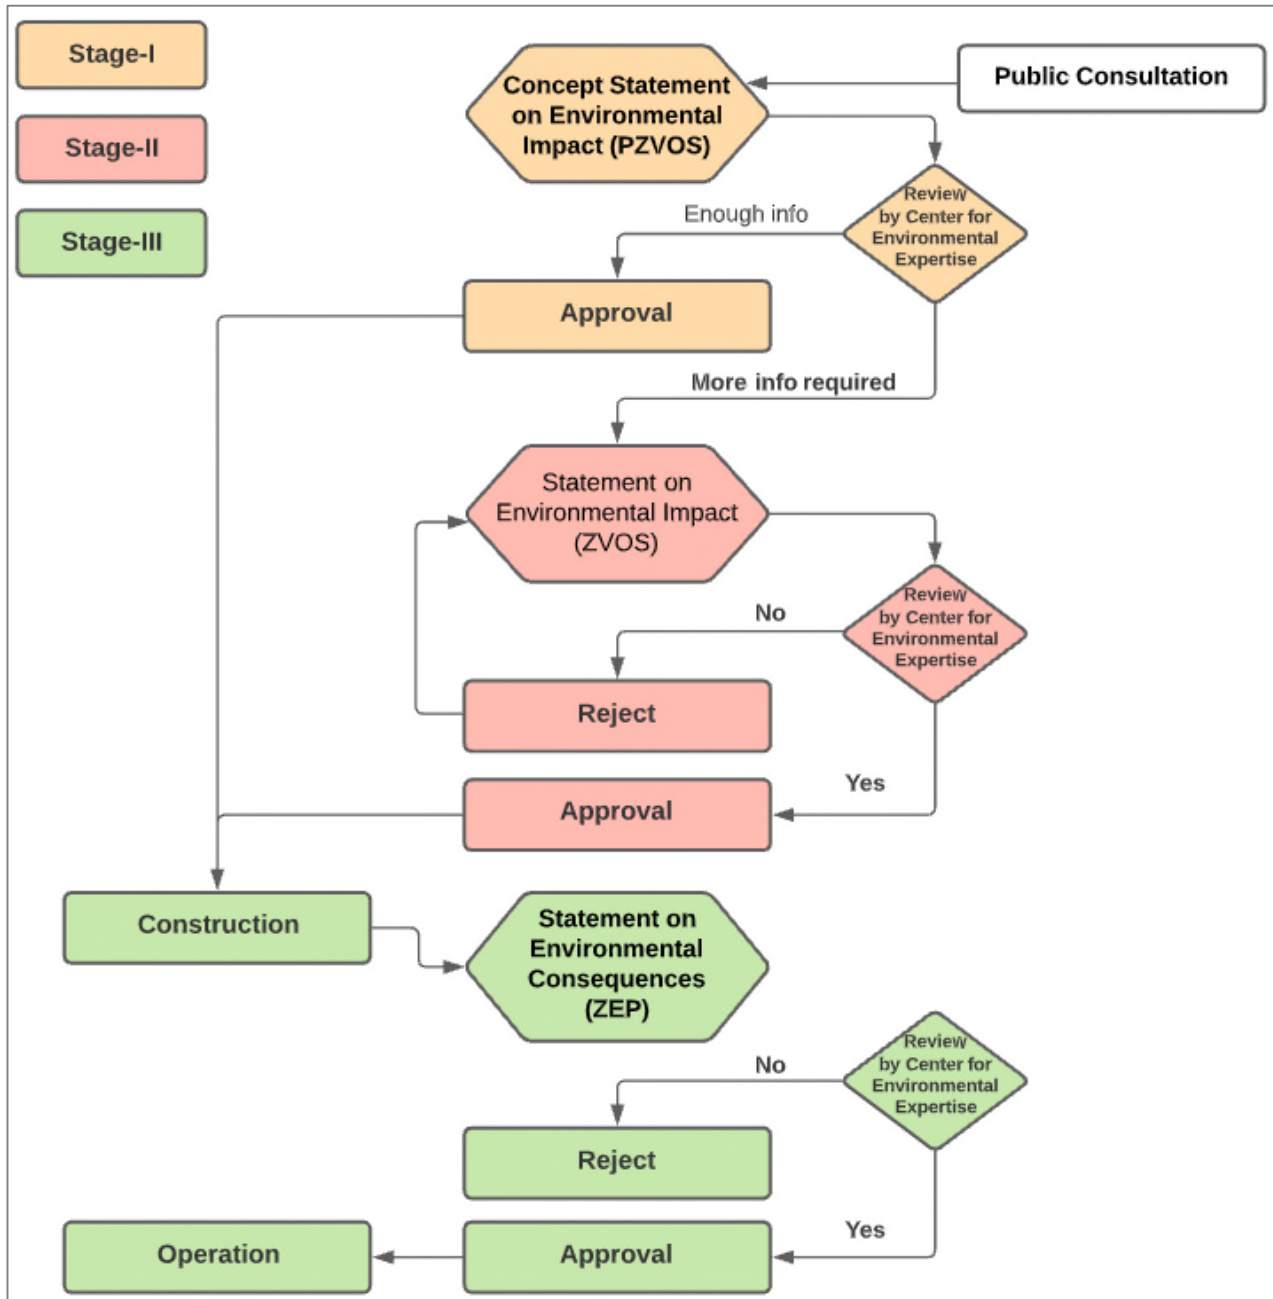 Stage-I
Stage-II
Stage-III
Concept Statement
on Environmental
Impact (PZVOS)
Public Consultation
Review
by Center for
Environmental
Expertise
Enough info
Approval
More info required
Statement on
Environmental Impact
(ZVOS)
Review
by Center for
Environmental
Expertise
No
Reject
Yes
Approval
Construction
Statement on
Environmental
Consequences
(ZEP)
Review
by Center for
Environmental
Expertise
No
Reject
Yes
Approval
Operation